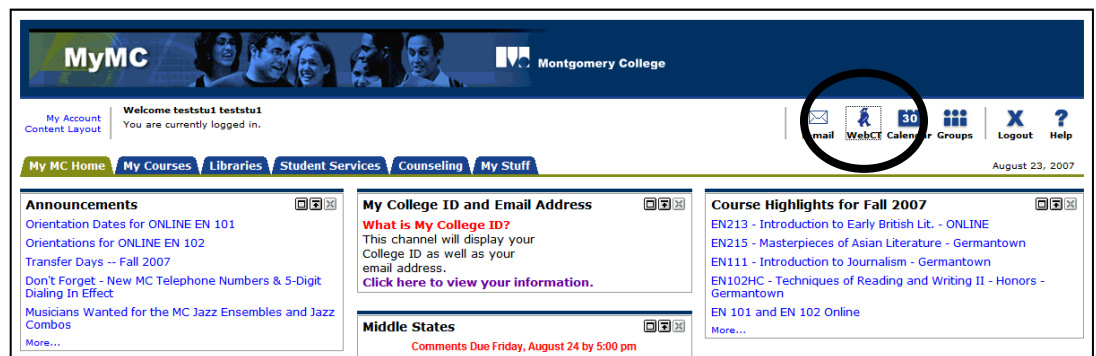 MyMC
Montgomery College
My Account
Content Layout
Welcome teststu1 teststu1
You are currently logged in.
WebCT
30
Calendar
Groups
X
Logout
?
Help
My MC Home
My Courses
Libraries
Student Services
Counseling
My Stuff
August 23, 2007
Announcements
Orientation Dates for ONLINE EN 101
Orientations for ONLINE EN 102
Transfer Days -- Fall 2007
Don't Forget - New MC Telephone Numbers & 5-Digit
Dialing In Effect
Musicians Wanted for the MC Jazz Ensembles and Jazz
Combos
More...
My College ID and Email Address
What is My College ID?
This channel will display your
College ID as well as your
email address.
Click here to view your information.
Middle States
Comments Due Friday, August 24 by 5:00 pm
Course Highlights for Fall 2007
EN213 - Introduction to Early British Lit. - ONLINE
EN215 - Masterpieces of Asian Literature - Germantown
EN111 - Introduction to Journalism - Germantown
EN102HC - Techniques of Reading and Writing II - Honors -
Germantown
EN 101 and EN 102 Online
More...